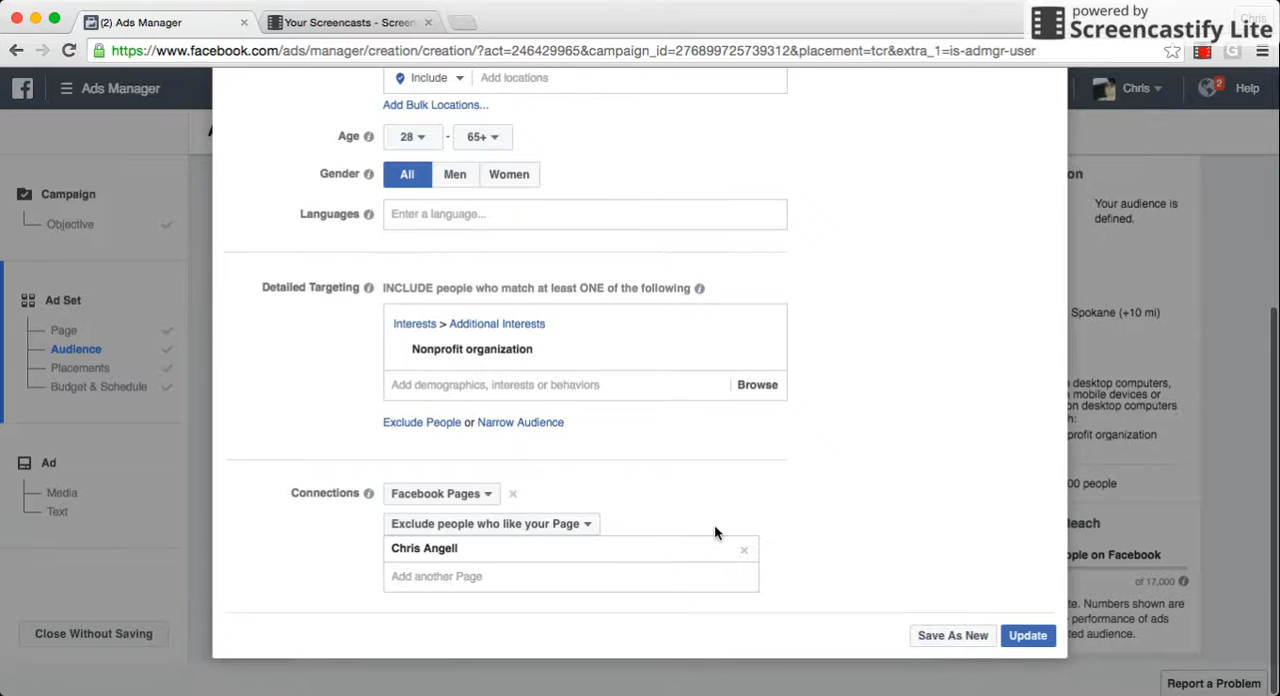 (2) Ads Manager
Your Screencasts - Screen
Chris
powered by
Screencastify Lite
https://www.facebook.com/ads/manager/creation/creation/?act=246429965&campaign_id=276899725739312&placement=tcr&extra_1=is-admgr-user
Ads Manager
Chris
2
Help
Include
Add locations
Add Bulk Locations...
Age
28
-
65+
Gender
All
Men
Women
Languages
Enter a language...
Detailed Targeting
INCLUDE people who match at least ONE of the following
Interests > Additional Interests
Nonprofit organization
Add demographics, interests or behaviors
Browse
Exclude People or Narrow Audience
Connections
Facebook Pages
Exclude people who like your Page
Chris Angell
Add another Page
Save As New
Update
Campaign
Objective
Ad Set
Page
Audience
Placements
Budget & Schedule
Ad
Media
Text
Close Without Saving
on
Your audience is
defined.
Spokane (+10 mi)
n desktop computers,
n mobile devices or
on desktop computers
h:
profit organization
00 people
each
ople on Facebook
of 17,000
te. Numbers shown are
performance of ads
ted audience.
Report a Problem